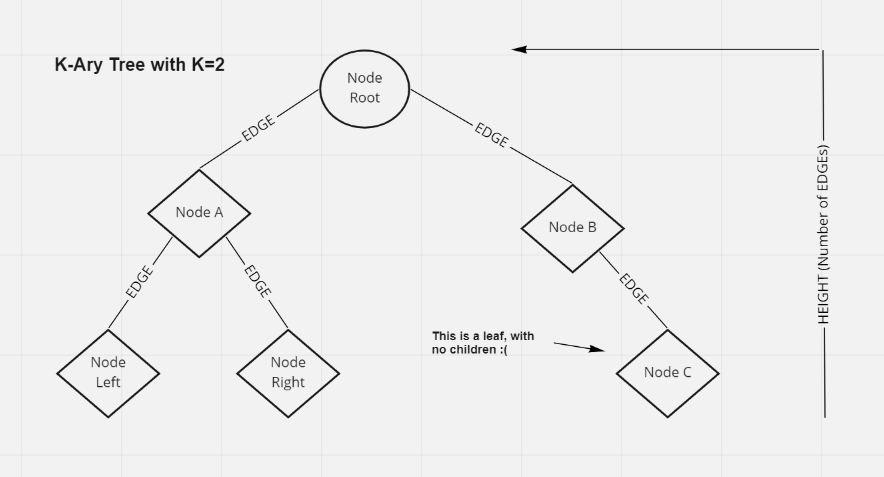 K-Ary Tree with K=2
Node
Root
EDGE
EDGE
Node A
Node B
EDGE
EDGE
EDGE
HEIGHT (Number of EDGEs)
This is a leaf, with
no children :(
Node
Left
Node
Right
Node C